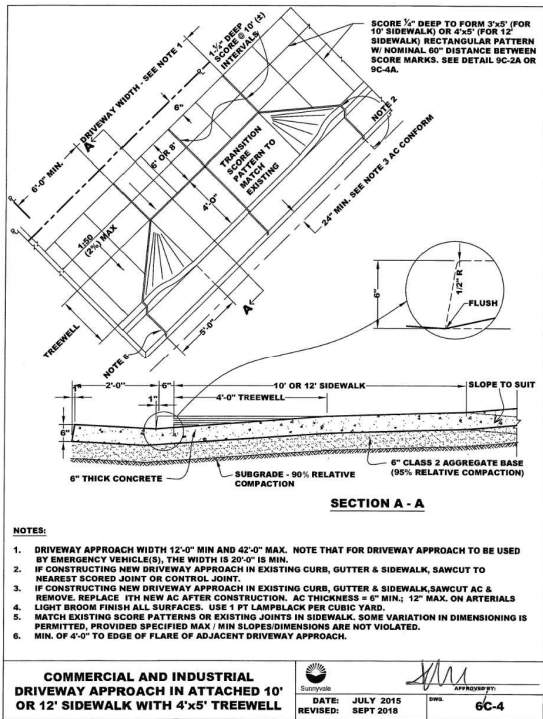 SCORE ¼" DEEP TO FORM 3'x5' (FOR
10' SIDEWALK) OR 4'x5' (FOR 12'
SIDEWALK) RECTANGULAR PATTERN
W/ NOMINAL 60" DISTANCE BETWEEN
SCORE MARKS. SEE DETAIL 9C-2A OR
9C-4A.
1-¼" DEEP
SCORE @ 10' (±)
INTERVALS
DRIVEWAY WIDTH - SEE NOTE 1
6"
NOTE 2
A
6'-0" MIN.
6' OR 8'
TRANSITION
SCORE
PATTERN TO
MATCH
EXISTING
4'-0"
24" MIN. SEE NOTE 3 AC CONFORM
1:50
(2%) MAX
TREEWELL
A
5'-0"
NOTE 6
6"
1/2" R
FLUSH
2'-0"
6"
10' OR 12' SIDEWALK
SLOPE TO SUIT
1"
1"
4'-0" TREEWELL
6"
6" THICK CONCRETE
SUBGRADE - 90% RELATIVE
COMPACTION
6" CLASS 2 AGGREGATE BASE
(95% RELATIVE COMPACTION)
SECTION A - A
NOTES:
1. DRIVEWAY APPROACH WIDTH 12'-0" MIN AND 42'-0" MAX. NOTE THAT FOR DRIVEWAY APPROACH TO BE USED
BY EMERGENCY VEHICLE(S), THE WIDTH IS 20'-0" IS MIN.
2. IF CONSTRUCTING NEW DRIVEWAY APPROACH IN EXISTING CURB, GUTTER & SIDEWALK, SAWCUT TO
NEAREST SCORED JOINT OR CONTROL JOINT.
3. IF CONSTRUCTING NEW DRIVEWAY APPROACH IN EXISTING CURB, GUTTER & SIDEWALK,SAWCUT AC &
REMOVE. REPLACE ITH NEW AC AFTER CONSTRUCTION. AC THICKNESS = 6" MIN.; 12" MAX. ON ARTERIALS
4. LIGHT BROOM FINISH ALL SURFACES. USE 1 PT LAMPBLACK PER CUBIC YARD.
5. MATCH EXISTING SCORE PATTERNS OR EXISTING JOINTS IN SIDEWALK. SOME VARIATION IN DIMENSIONING IS
PERMITTED, PROVIDED SPECIFIED MAX / MIN SLOPES/DIMENSIONS ARE NOT VIOLATED.
6. MIN. OF 4'-0" TO EDGE OF FLARE OF ADJACENT DRIVEWAY APPROACH.
COMMERCIAL AND INDUSTRIAL
DRIVEWAY APPROACH IN ATTACHED 10'
OR 12' SIDEWALK WITH 4'x5' TREEWELL
Sunnyvale
APPROVED BY:
DATE: JULY 2015
REVISED: SEPT 2018
DWG.
6C-4